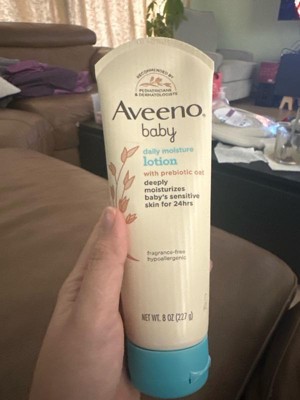 RECOMMENDED BY
PEDIATRICIANS
& DERMATOLOGISTS
Aveeno.
baby
daily moisture
lotion
with prebiotic oat
deeply
moisturizes
baby's sensitive
skin for 24hrs
fragrance-free
hypoallergenic
NET WT. 8 OZ (227 g)